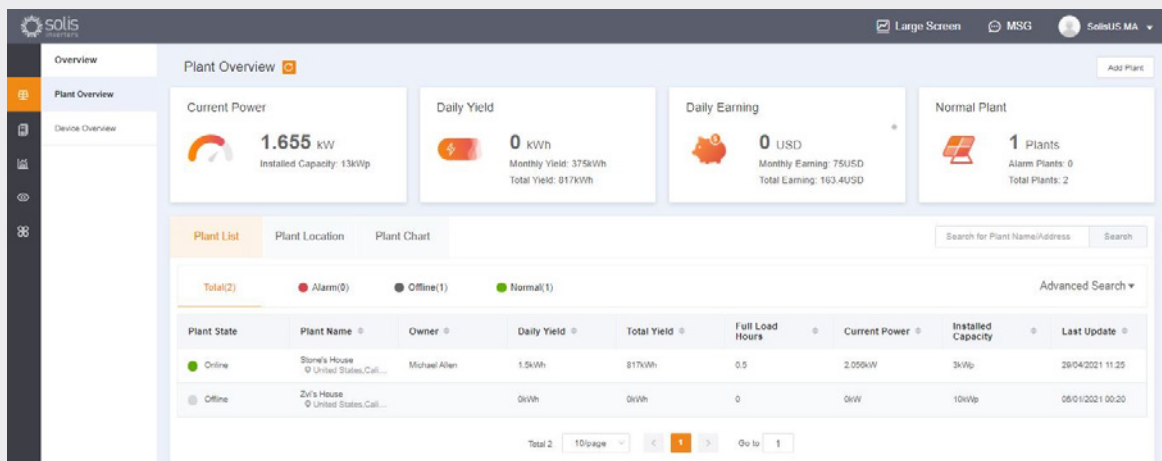 solis
inverters
Large Screen
MSG
SolisUS MA
Overview
Plant Overview
Device Overview
Plant Overview
Add Plant
Current Power
1.655 kW
Installed Capacity: 13kWp
Daily Yield
0 kWh
Monthly Yield: 375kWh
Total Yield: 817kWh
Daily Earning
0 USD
Monthly Earning: 75USD
Total Earning: 163.4USD
Normal Plant
1 Plants
Alarm Plants: 0
Total Plants: 2
Plant List Plant Location Plant Chart
Search for Plant Name/Address Search
Total(2) Alarm(0) Offline(1) Normal(1) Advanced Search
Plant State Plant Name Owner Daily Yield Total Yield Full Load Hours Current Power Installed Capacity Last Update
Online Stone's House Michael Allen 1.5kWh 817kWh 0.5 2.056kW 3kWp 29/04/2021 11:25
United States,Cali...
Offline Zvi's House 0kWh 0kWh 0 0kW 10kWp 05/01/2021 00:20
United States,Cali...
Total 2 10/page 1 Go to 1